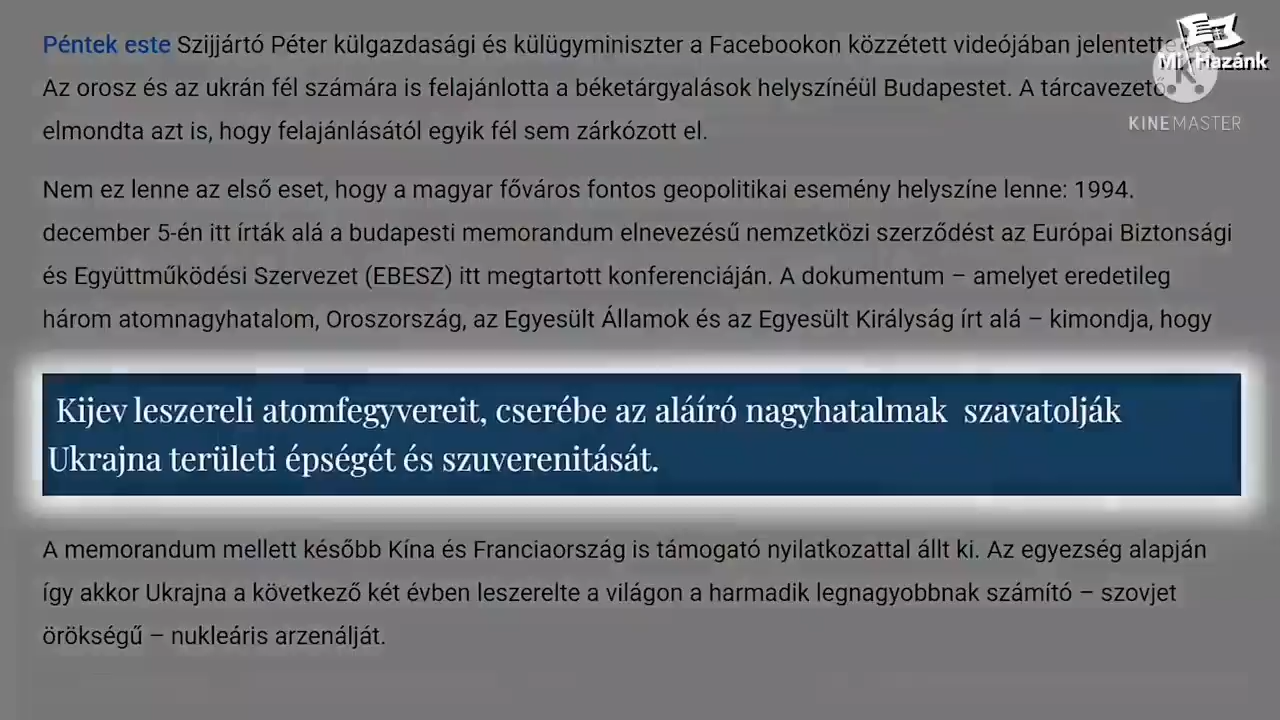 Péntek este Szijjártó Péter külgazdasági és külügyminiszter a Facebookon közzétett videójában
Az orosz és az ukrán fél számára is felajánlotta a béketárgyalások helyszínéül Budapestet. A tárcavezető
elmondta azt is, hogy felajánlásától egyik fél sem zárkózott el.
Nem ez lenne az első eset, hogy a magyar főváros fontos geopolitikai esemény helyszíne lenne: 1994.
december 5-én itt írták alá a budapesti memorandum elnevezésű nemzetközi szerződést az Európai Biztonsági
és Együttműködési Szervezet (EBESZ) itt megtartott konferenciáján. A dokumentum – amelyet eredetileg
három atomnagyhatalom, Oroszország, az Egyesült Államok és az Egyesült Királyság írt alá – kimondja, hogy
Kijev leszereli atomfegyvereit, cserébe az aláíró nagyhatalmak szavatolják
Ukrajna területi épségét és szuverenitását.
A memorandum mellett később Kína és Franciaország is támogató nyilatkozattal állt ki. Az egyezség alapján
így akkor Ukrajna a következő két évben leszerelte a világon a harmadik legnagyobbnak számító – szovjet
örökségű – nukleáris arzenálját.
Mi Hazánk
KINEMASTER